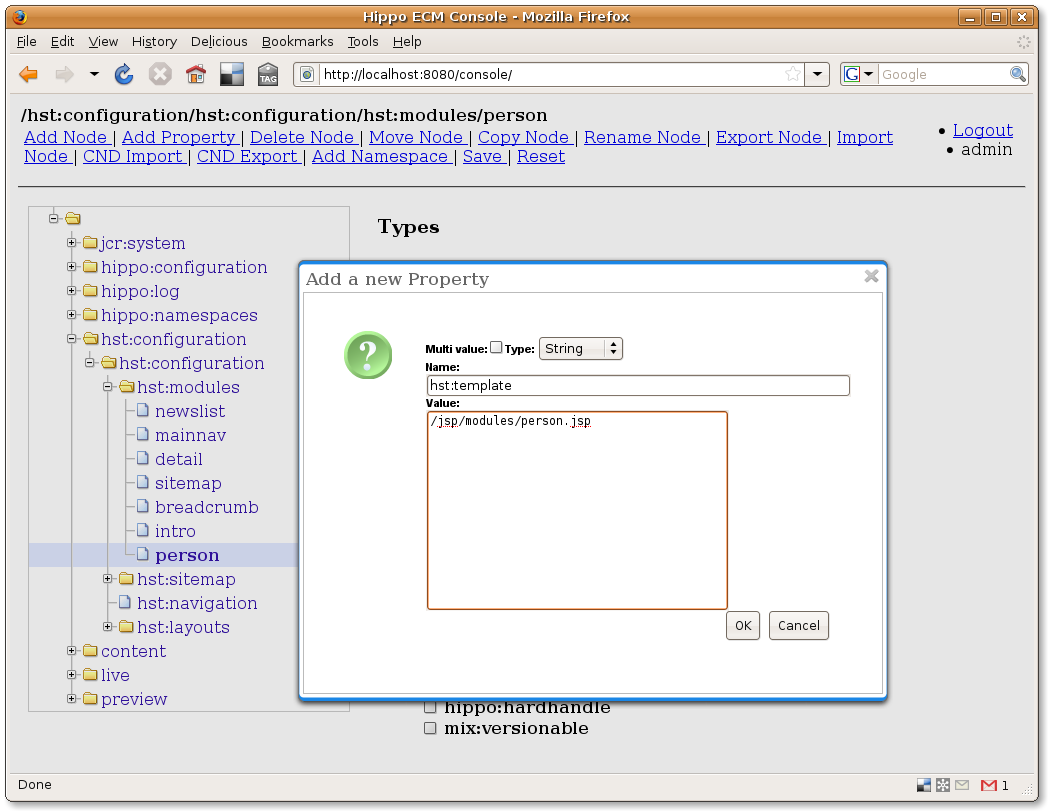 Hippo ECM Console - Mozilla Firefox
File Edit View History Delicious Bookmarks Tools Help
TAG http://localhost:8080/console/ G Google
/hst:configuration/hst:configuration/hst:modules/person
Add Node | Add Property | Delete Node | Move Node | Copy Node | Rename Node | Export Node | Import
Node | CND Import | CND Export | Add Namespace | Save | Reset
Logout
admin
Types
jcr:system
hippo:configuration
hippo:log
hippo:namespaces
hst:configuration
hst:configuration
hst:modules
newslist
mainnav
detail
sitemap
breadcrumb
intro
person
hst:sitemap
hst:navigation
hst:layouts
content
live
preview
Add a new Property
?
Multi value: Type: String
Name:
hst:template
Value:
/jsp/modules/person.jsp
OK Cancel
hippo:hardhandle
mix:versionable
Done
1